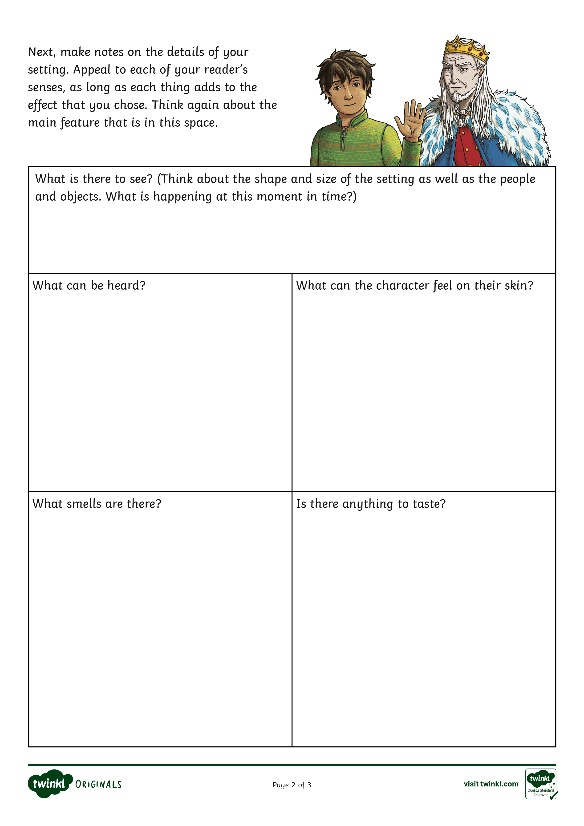 Next, make notes on the details of your
setting. Appeal to each of your reader's
senses, as long as each thing adds to the
effect that you chose. Think again about the
main feature that is in this space.
What is there to see? (Think about the shape and size of the setting as well as the people
and objects. What is happening at this moment in time?)
What can be heard?
What can the character feel on their skin?
What smells are there?
Is there anything to taste?
twinkl ORIGINALS
Page 2 of 3
visit twinkl.com
twinkl